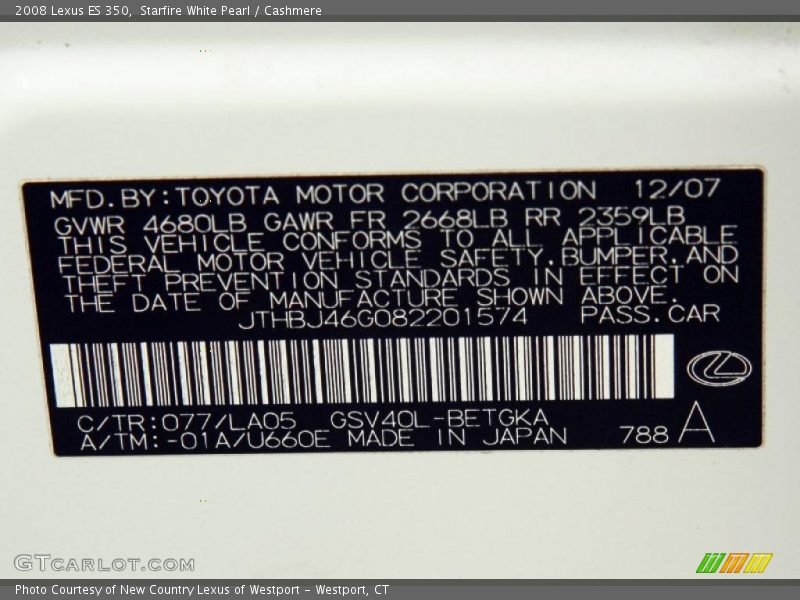 2008 Lexus ES 350,  Starfire White Pearl / Cashmere
MFD.BY:TOYOTA MOTOR CORPORATION 12/07
GVWR 4680LB GAWR FR 2668LB RR 2359LB
THIS VEHICLE CONFORMS TO ALL APPLICABLE
FEDERAL MOTOR VEHICLE SAFETY.BUMPER.AND
THEFT PREVENTION STANDARDS IN EFFECT ON
THE DATE OF MANUFACTURE SHOWN ABOVE.
JTHBJ46G082201574 PASS.CAR
C/TR:077/LA05 GSV40L-BETGKA
A/TM:-01A/U660E MADE IN JAPAN 788 A
GTCARLOT.COM
Photo Courtesy of New Country Lexus of Westport - Westport, CT